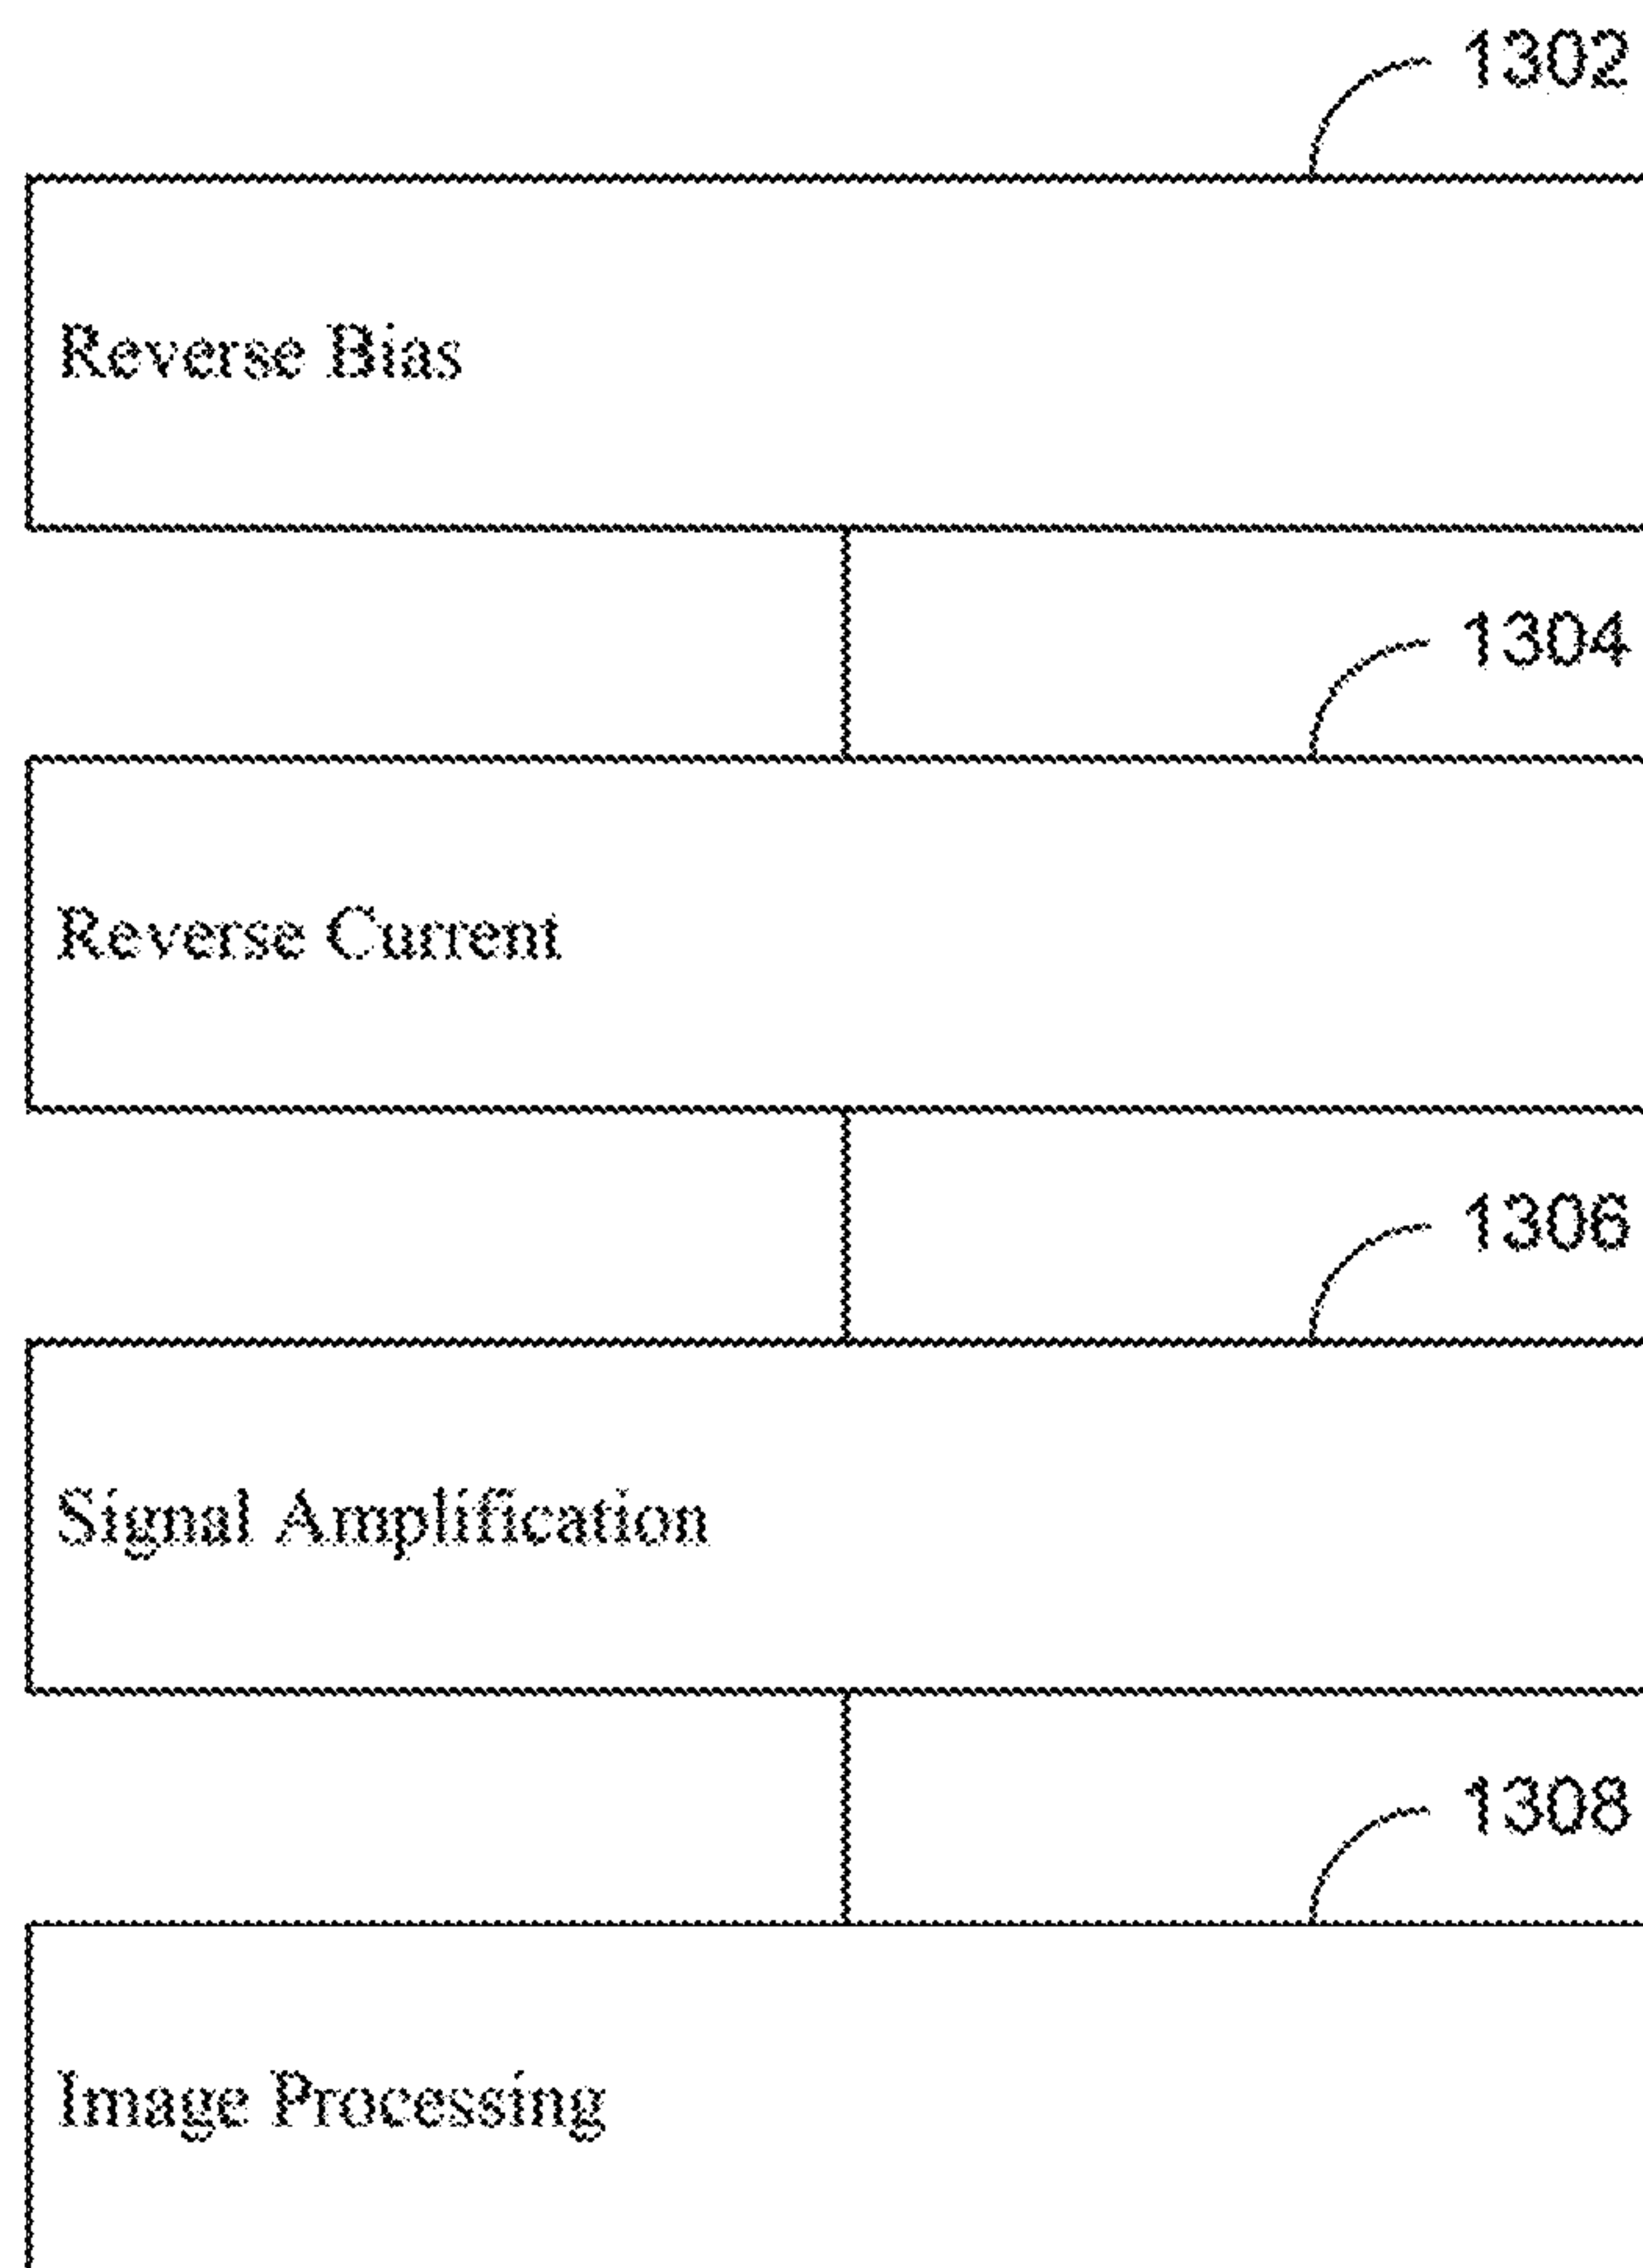 1302
Reverse Bias
1304
Reverse Current
1306
Signal Amplification
1308
Image Processing